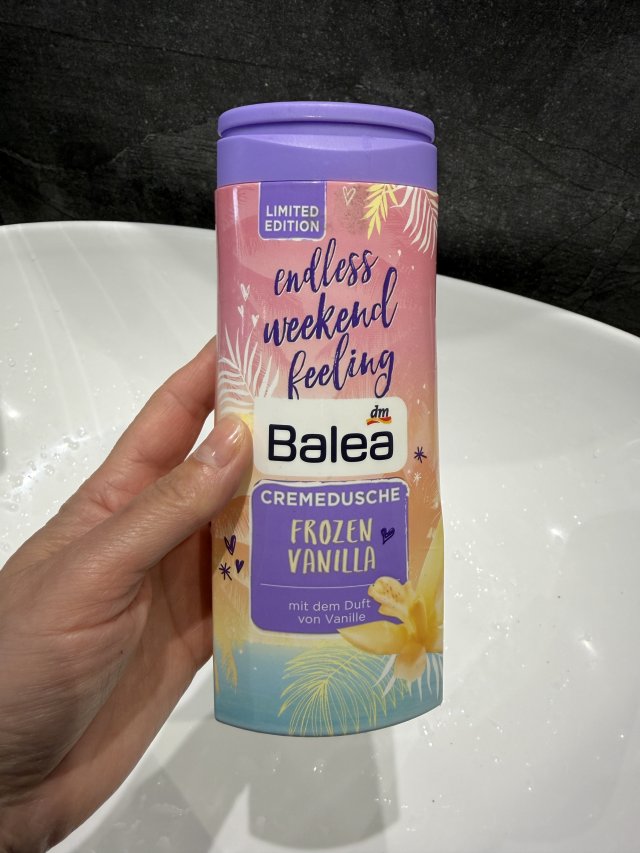 LIMITED
EDITION
endless
weekend
feeling
dm
Balea
CREMEDUSCHE
FROZEN
VANILLA
mit dem Duft
von Vanille